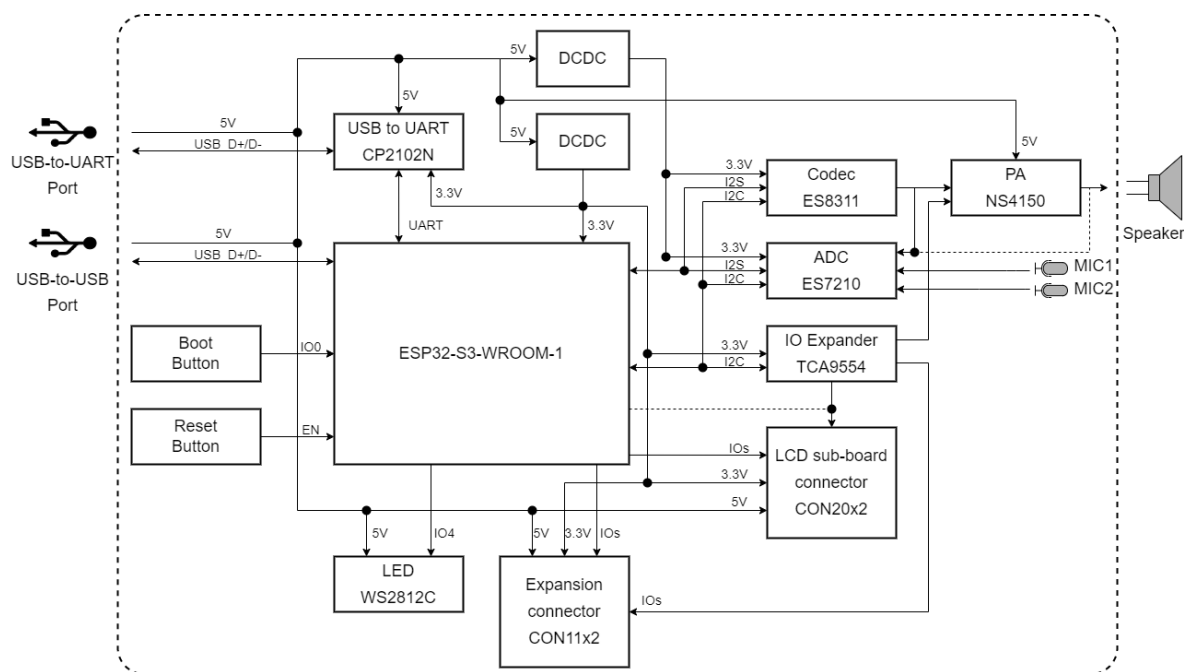 5V
DCDC
5V
USB to UART
CP2102N
5V
DCDC
5V
5V
USB D+/D-
USB-to-UART
Port
3.3V
UART
3.3V
3.3V
I2S
I2C
Codec
ES8311
PA
NS4150
Speaker
5V
USB D+/D-
USB-to-USB
Port
3.3V
I2S
I2C
ADC
ES7210
MIC1
MIC2
Boot
Button
IO0
ESP32-S3-WROOM-1
3.3V
I2C
IO Expander
TCA9554
Reset
Button
EN
IOs
3.3V
5V
LCD sub-board
connector
CON20x2
5V
IO4
5V
3.3V
IOs
LED
WS2812C
Expansion
connector
CON11x2
IOs